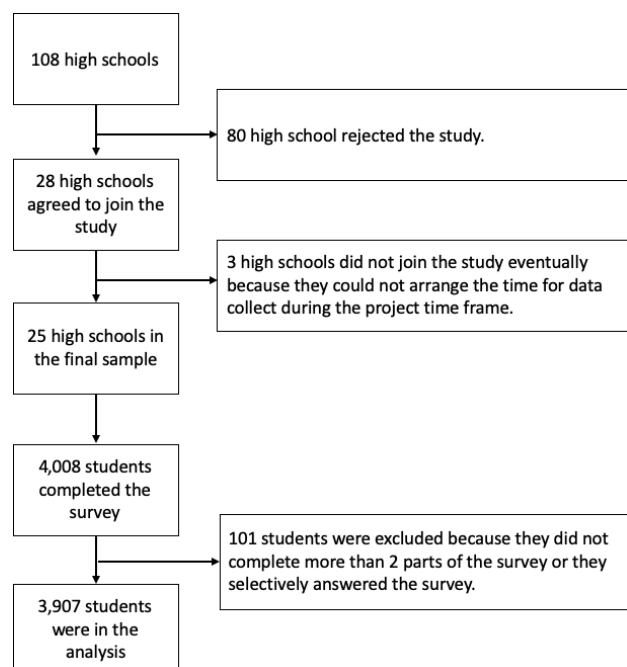 108 high schools
80 high school rejected the study.
28 high schools
agreed to join the
study
3 high schools did not join the study eventually
because they could not arrange the time for data
collect during the project time frame.
25 high schools in
the final sample
4,008 students
completed the
survey
101 students were excluded because they did not
complete more than 2 parts of the survey or they
selectively answered the survey.
3,907 students
were in the
analysis